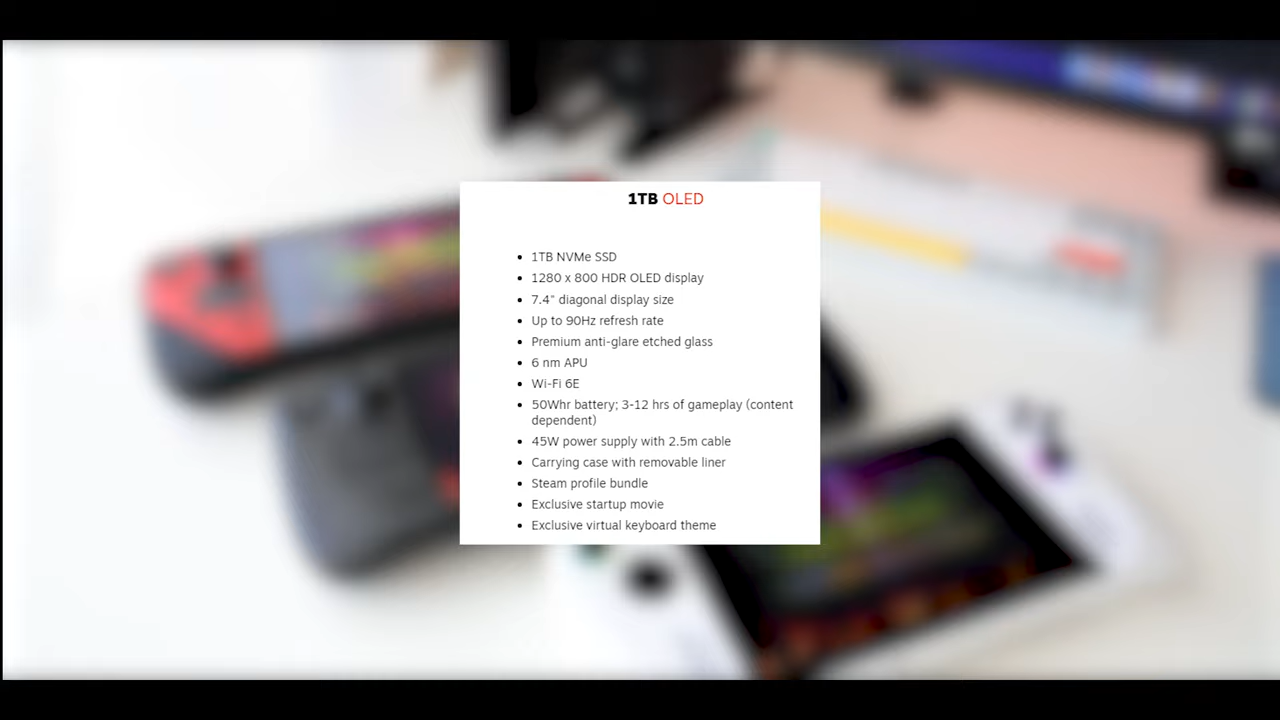 1TB OLED
1TB NVMe SSD
1280 x 800 HDR OLED display
7.4" diagonal display size
Up to 90Hz refresh rate
Premium anti-glare etched glass
6 nm APU
Wi-Fi 6E
50Whr battery; 3-12 hrs of gameplay (content
dependent)
45W power supply with 2.5m cable
Carrying case with removable liner
Steam profile bundle
Exclusive startup movie
Exclusive virtual keyboard theme